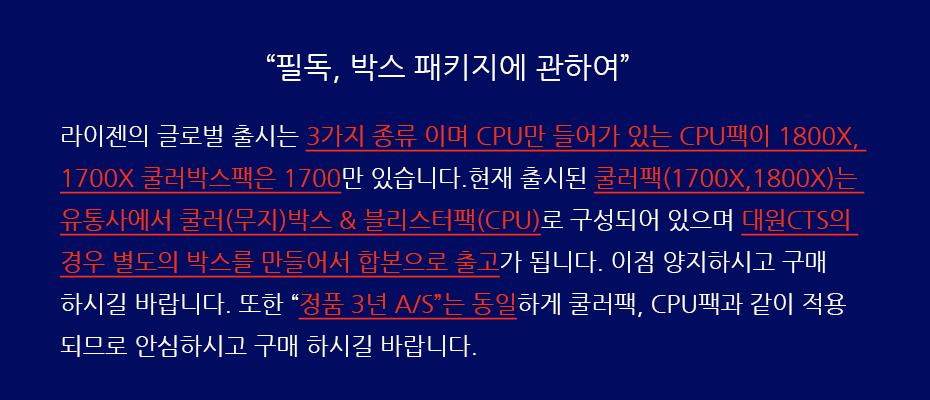 “필독, 박스 패키지에 관하여”
라이젠의 글로벌 출시는 3가지 종류 이며 CPU만 들어가 있는 CPU팩이 1800X,
1700X 쿨러박스팩은 1700만 있습니다.현재 출시된 쿨러팩(1700X,1800X)는
유통사에서 쿨러(무지)박스 & 블리스터팩(CPU)로 구성되어 있으며 대원CTS의
경우 별도의 박스를 만들어서 합본으로 출고가 됩니다. 이점 양지하시고 구매
하시길 바랍니다. 또한 “정품 3년 A/S”는 동일하게 쿨러팩, CPU팩과 같이 적용
되므로 안심하시고 구매 하시길 바랍니다.